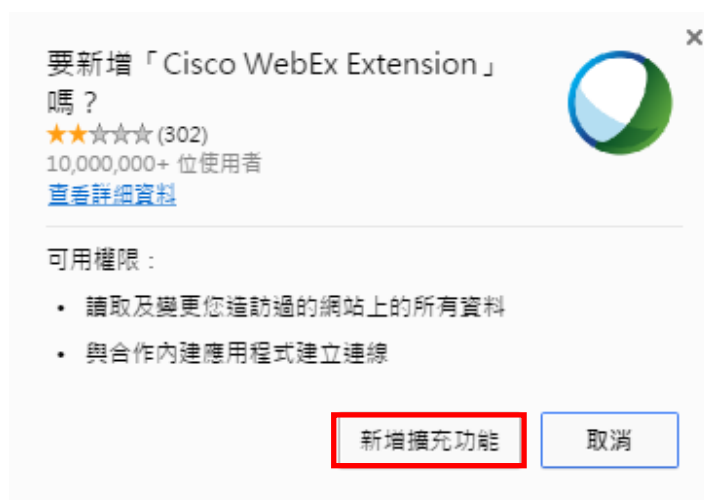 要新增「Cisco WebEx Extension」
嗎？
★★☆☆☆ (302)
10,000,000+ 位使用者
查看詳細資料
可用權限：
• 讀取及變更您造訪過的網站上的所有資料
• 與合作內建應用程式建立連線
新增擴充功能 取消